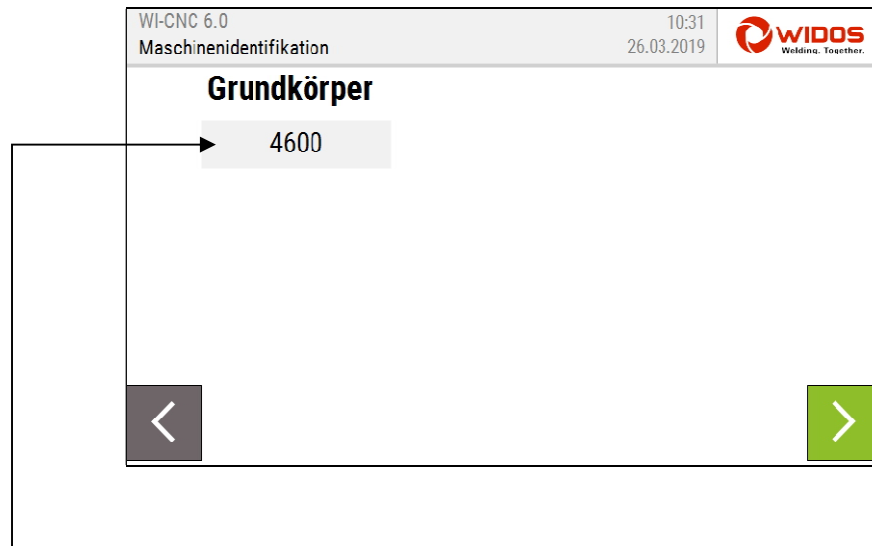 WI-CNC 6.0
10:31
Maschinenidentifikation
26.03.2019
WIDOS
Welding. Together.
Grundkörper
4600